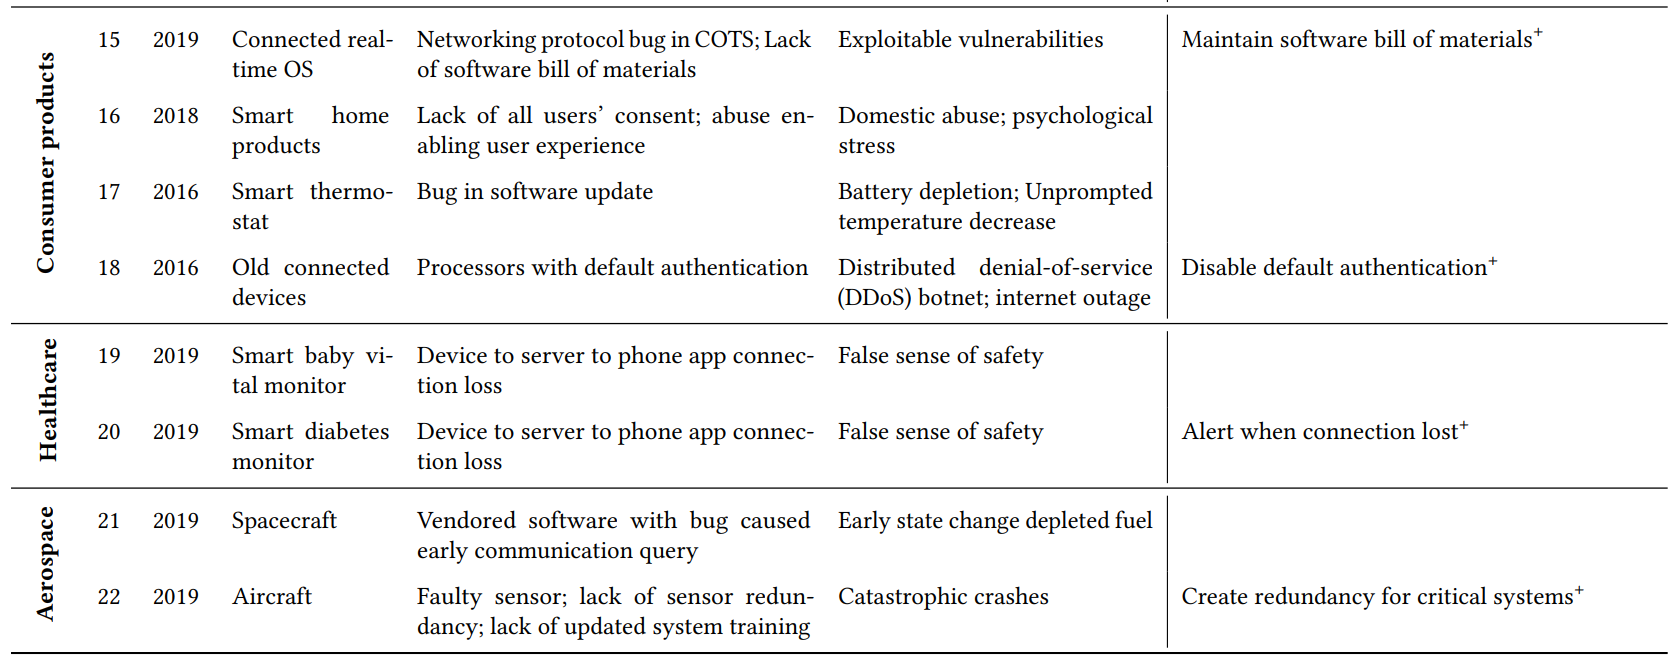 Consumer products
15 2019 Connected real- Networking protocol bug in COTS; Lack Exploitable vulnerabilities Maintain software bill of materials+
time OS of software bill of materials
16 2018 Smart home Lack of all users’ consent; abuse en- Domestic abuse; psychological
products abling user experience stress
17 2016 Smart thermo- Bug in software update Battery depletion; Unprompted
stat temperature decrease
18 2016 Old connected Processors with default authentication Distributed denial-of-service Disable default authentication+
devices (DDoS) botnet; internet outage
Healthcare
19 2019 Smart baby vi- Device to server to phone app connec- False sense of safety
tal monitor tion loss
20 2019 Smart diabetes Device to server to phone app connec- False sense of safety Alert when connection lost+
monitor tion loss
Aerospace
21 2019 Spacecraft Vendored software with bug caused Early state change depleted fuel
early communication query
22 2019 Aircraft Faulty sensor; lack of sensor redun- Catastrophic crashes Create redundancy for critical systems+
dancy; lack of updated system training